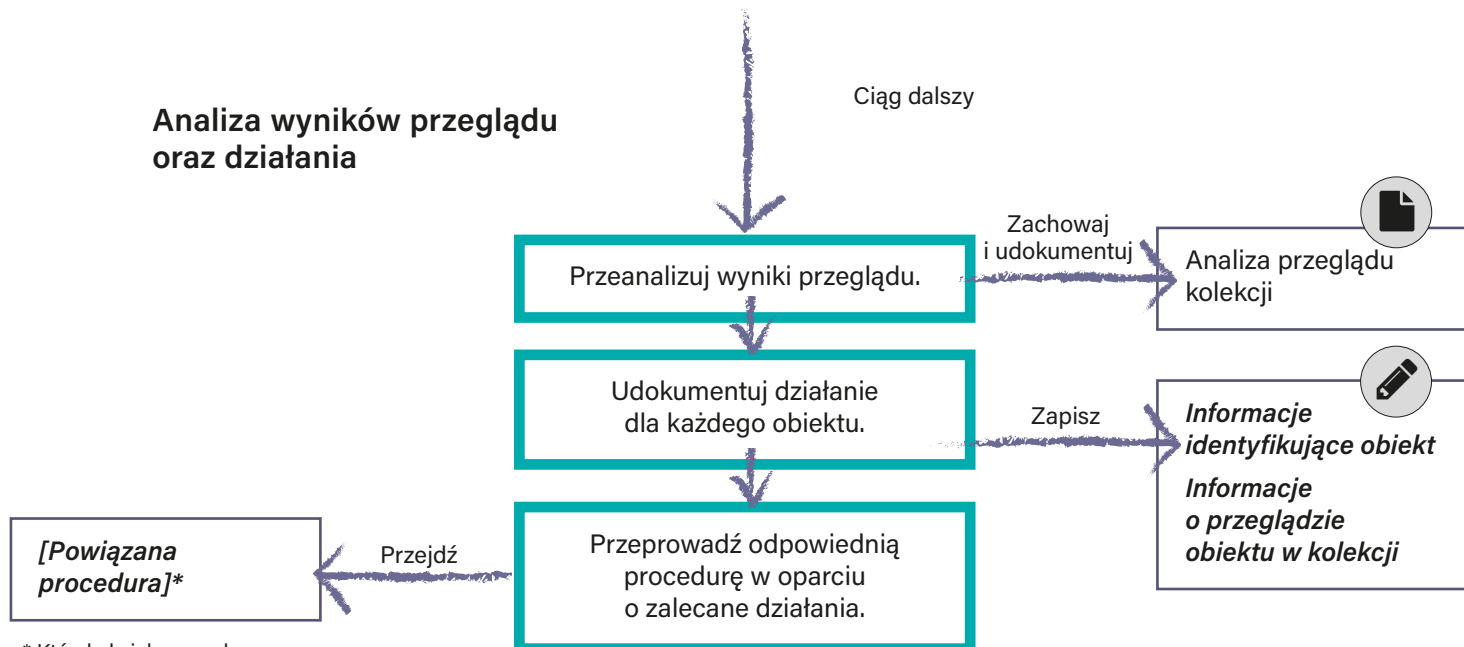 Ciąg dalszy
Analiza wyników przeglądu
oraz działania
Przeanalizuj wyniki przeglądu.
Zachowaj
i udokumentuj
Analiza przeglądu
kolekcji
Udokumentuj działanie
dla każdego obiektu.
Zapisz
Informacje
identyfikujące obiekt
Informacje
o przeglądzie
obiektu w kolekcji
Przeprowadź odpowiednią
procedurę w oparciu
o zalecane działania.
Przejdź
[Powiązana
procedura]*